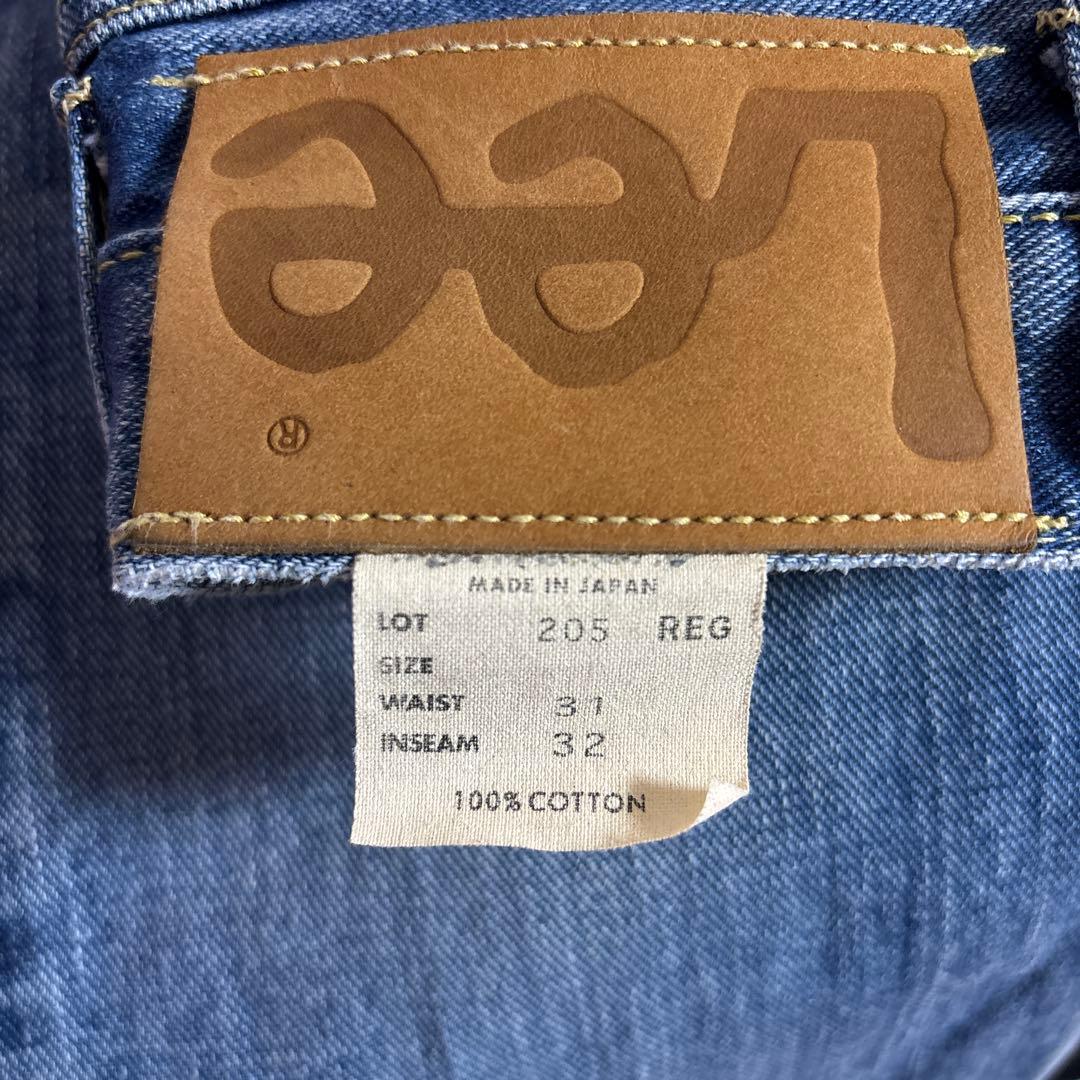 Lee
®
MADE IN JAPAN
LOT 205 REG
SIZE
WAIST 31
INSEAM 32
100% COTTON